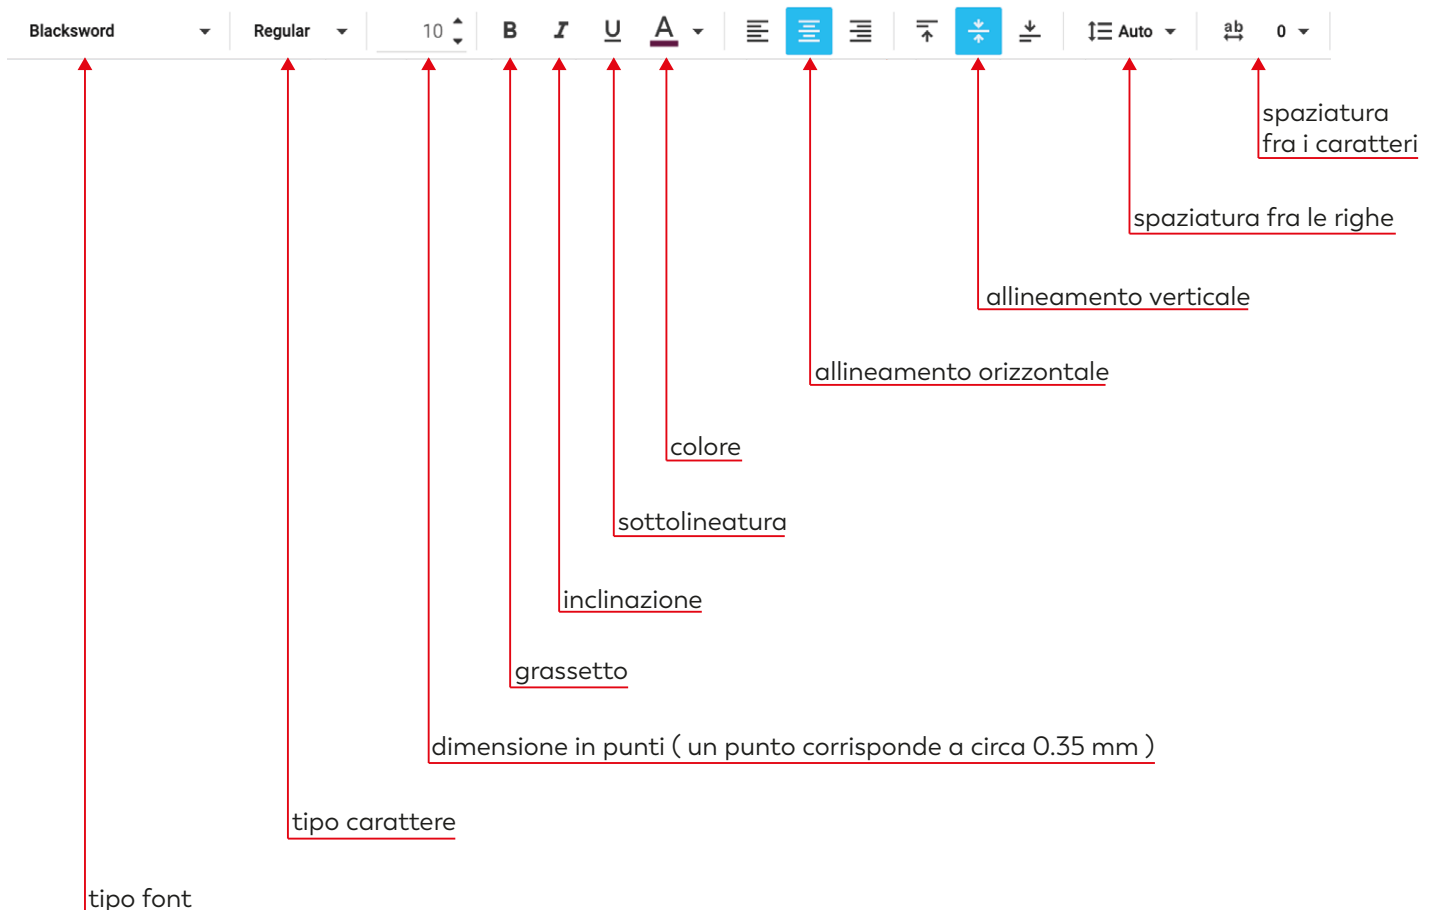 Blacksword Regular 10 B I U A Auto ab 0
spaziatura
fra i caratteri
spaziatura fra le righe
allineamento verticale
allineamento orizzontale
colore
sottolineatura
inclinazione
grassetto
dimensione in punti ( un punto corrisponde a circa 0.35 mm )
tipo carattere
tipo font